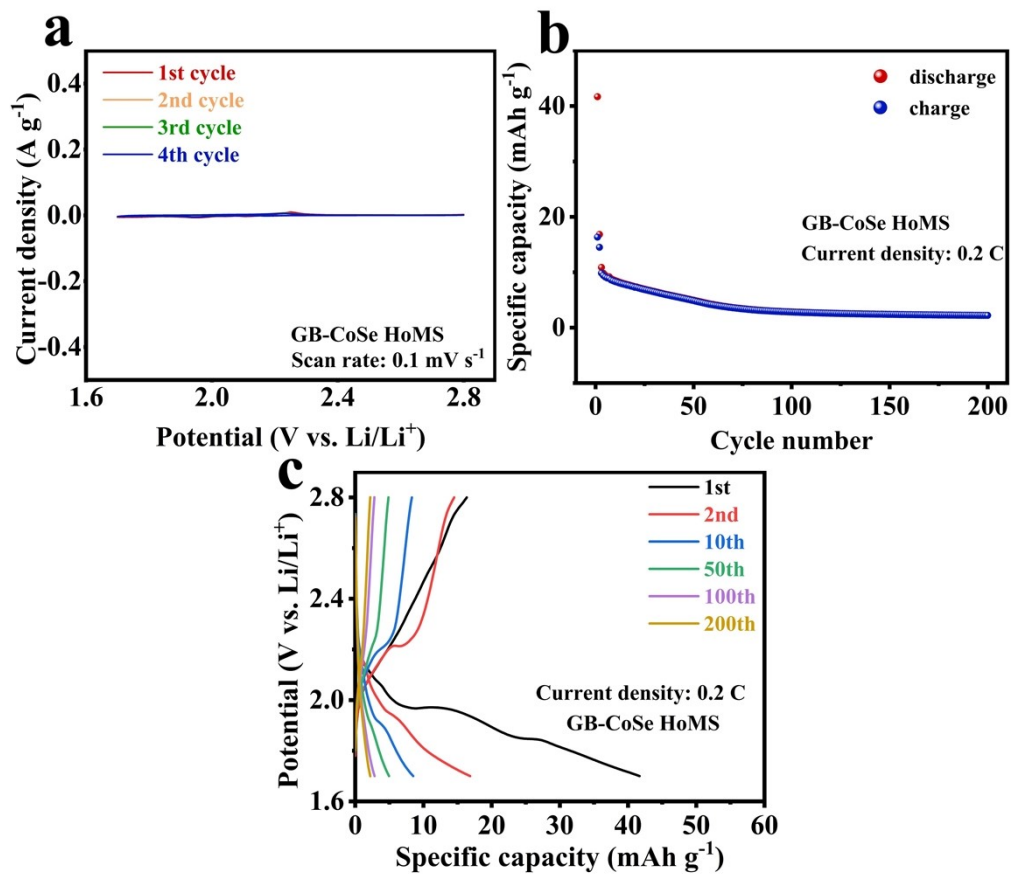 a
Current density (A g⁻¹)
0.4
0.2
0.0
-0.2
-0.4
1st cycle
2nd cycle
3rd cycle
4th cycle
GB-CoSe HoMS
Scan rate: 0.1 mV s⁻¹
1.6
2.0
2.4
2.8
Potential (V vs. Li/Li⁺)
b
Specific capacity (mAh g⁻¹)
40
20
0
discharge
charge
GB-CoSe HoMS
Current density: 0.2 C
0
50
100
150
200
Cycle number
c
Potential (V vs. Li/Li⁺)
2.8
2.4
2.0
1.6
1st
2nd
10th
50th
100th
200th
Current density: 0.2 C
GB-CoSe HoMS
0
10
20
30
40
50
60
Specific capacity (mAh g⁻¹)